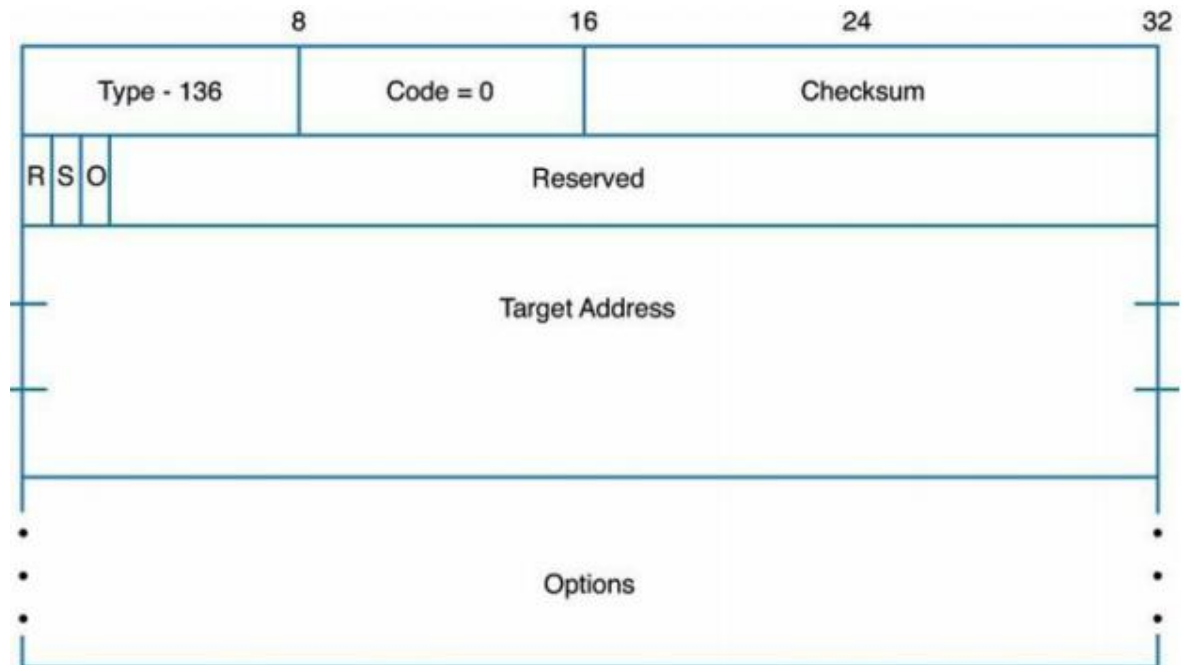 8 16 24 32
Type - 136 Code = 0 Checksum
R S O Reserved
Target Address
Options